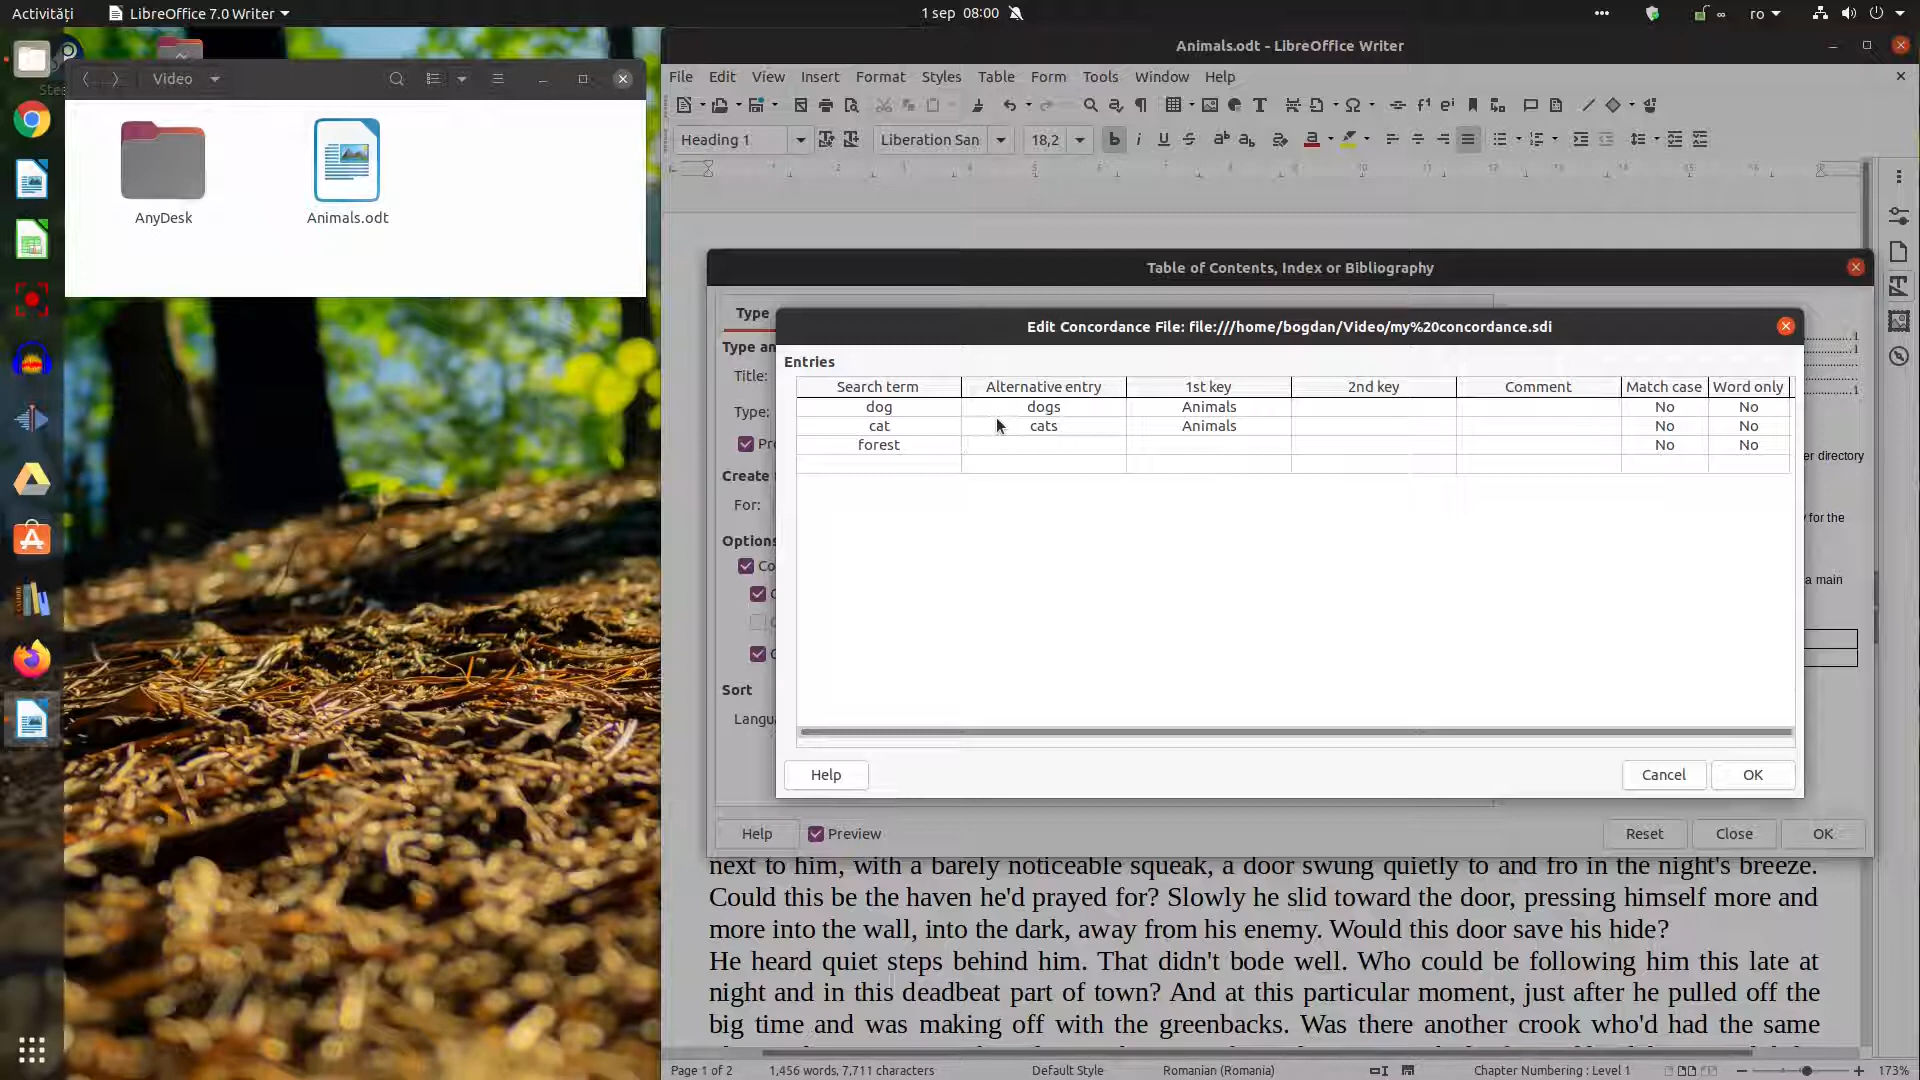 Activități
LibreOffice 7.0 Writer
1 sep 08:00
ro
Video
AnyDesk
Animals.odt
Animals.odt - LibreOffice Writer
File Edit View Insert Format Styles Table Form Tools Window Help
Heading 1
Liberation San
18,2
Table of Contents, Index or Bibliography
Type
Title:
Type:
Create
For:
Options
Sort
Edit Concordance File: file:///home/bogdan/Video/my%20concordance.sdi
Entries
Search term Alternative entry 1st key 2nd key Comment Match case Word only
dog dogs Animals No No
cat cats Animals No No
forest No No
Help Cancel OK
er directory
for the
a main
Help Preview Reset Close OK
next to him, with a barely noticeable squeak, a door swung quietly to and fro in the night's breeze.
Could this be the haven he'd prayed for? Slowly he slid toward the door, pressing himself more and
more into the wall, into the dark, away from his enemy. Would this door save his hide?
He heard quiet steps behind him. That didn't bode well. Who could be following him this late at
night and in this deadbeat part of town? And at this particular moment, just after he pulled off the
big time and was making off with the greenbacks. Was there another crook who'd had the same
Page 1 of 2 1,456 words, 7,711 characters Default Style Romanian (Romania) Chapter Numbering : Level 1 173%